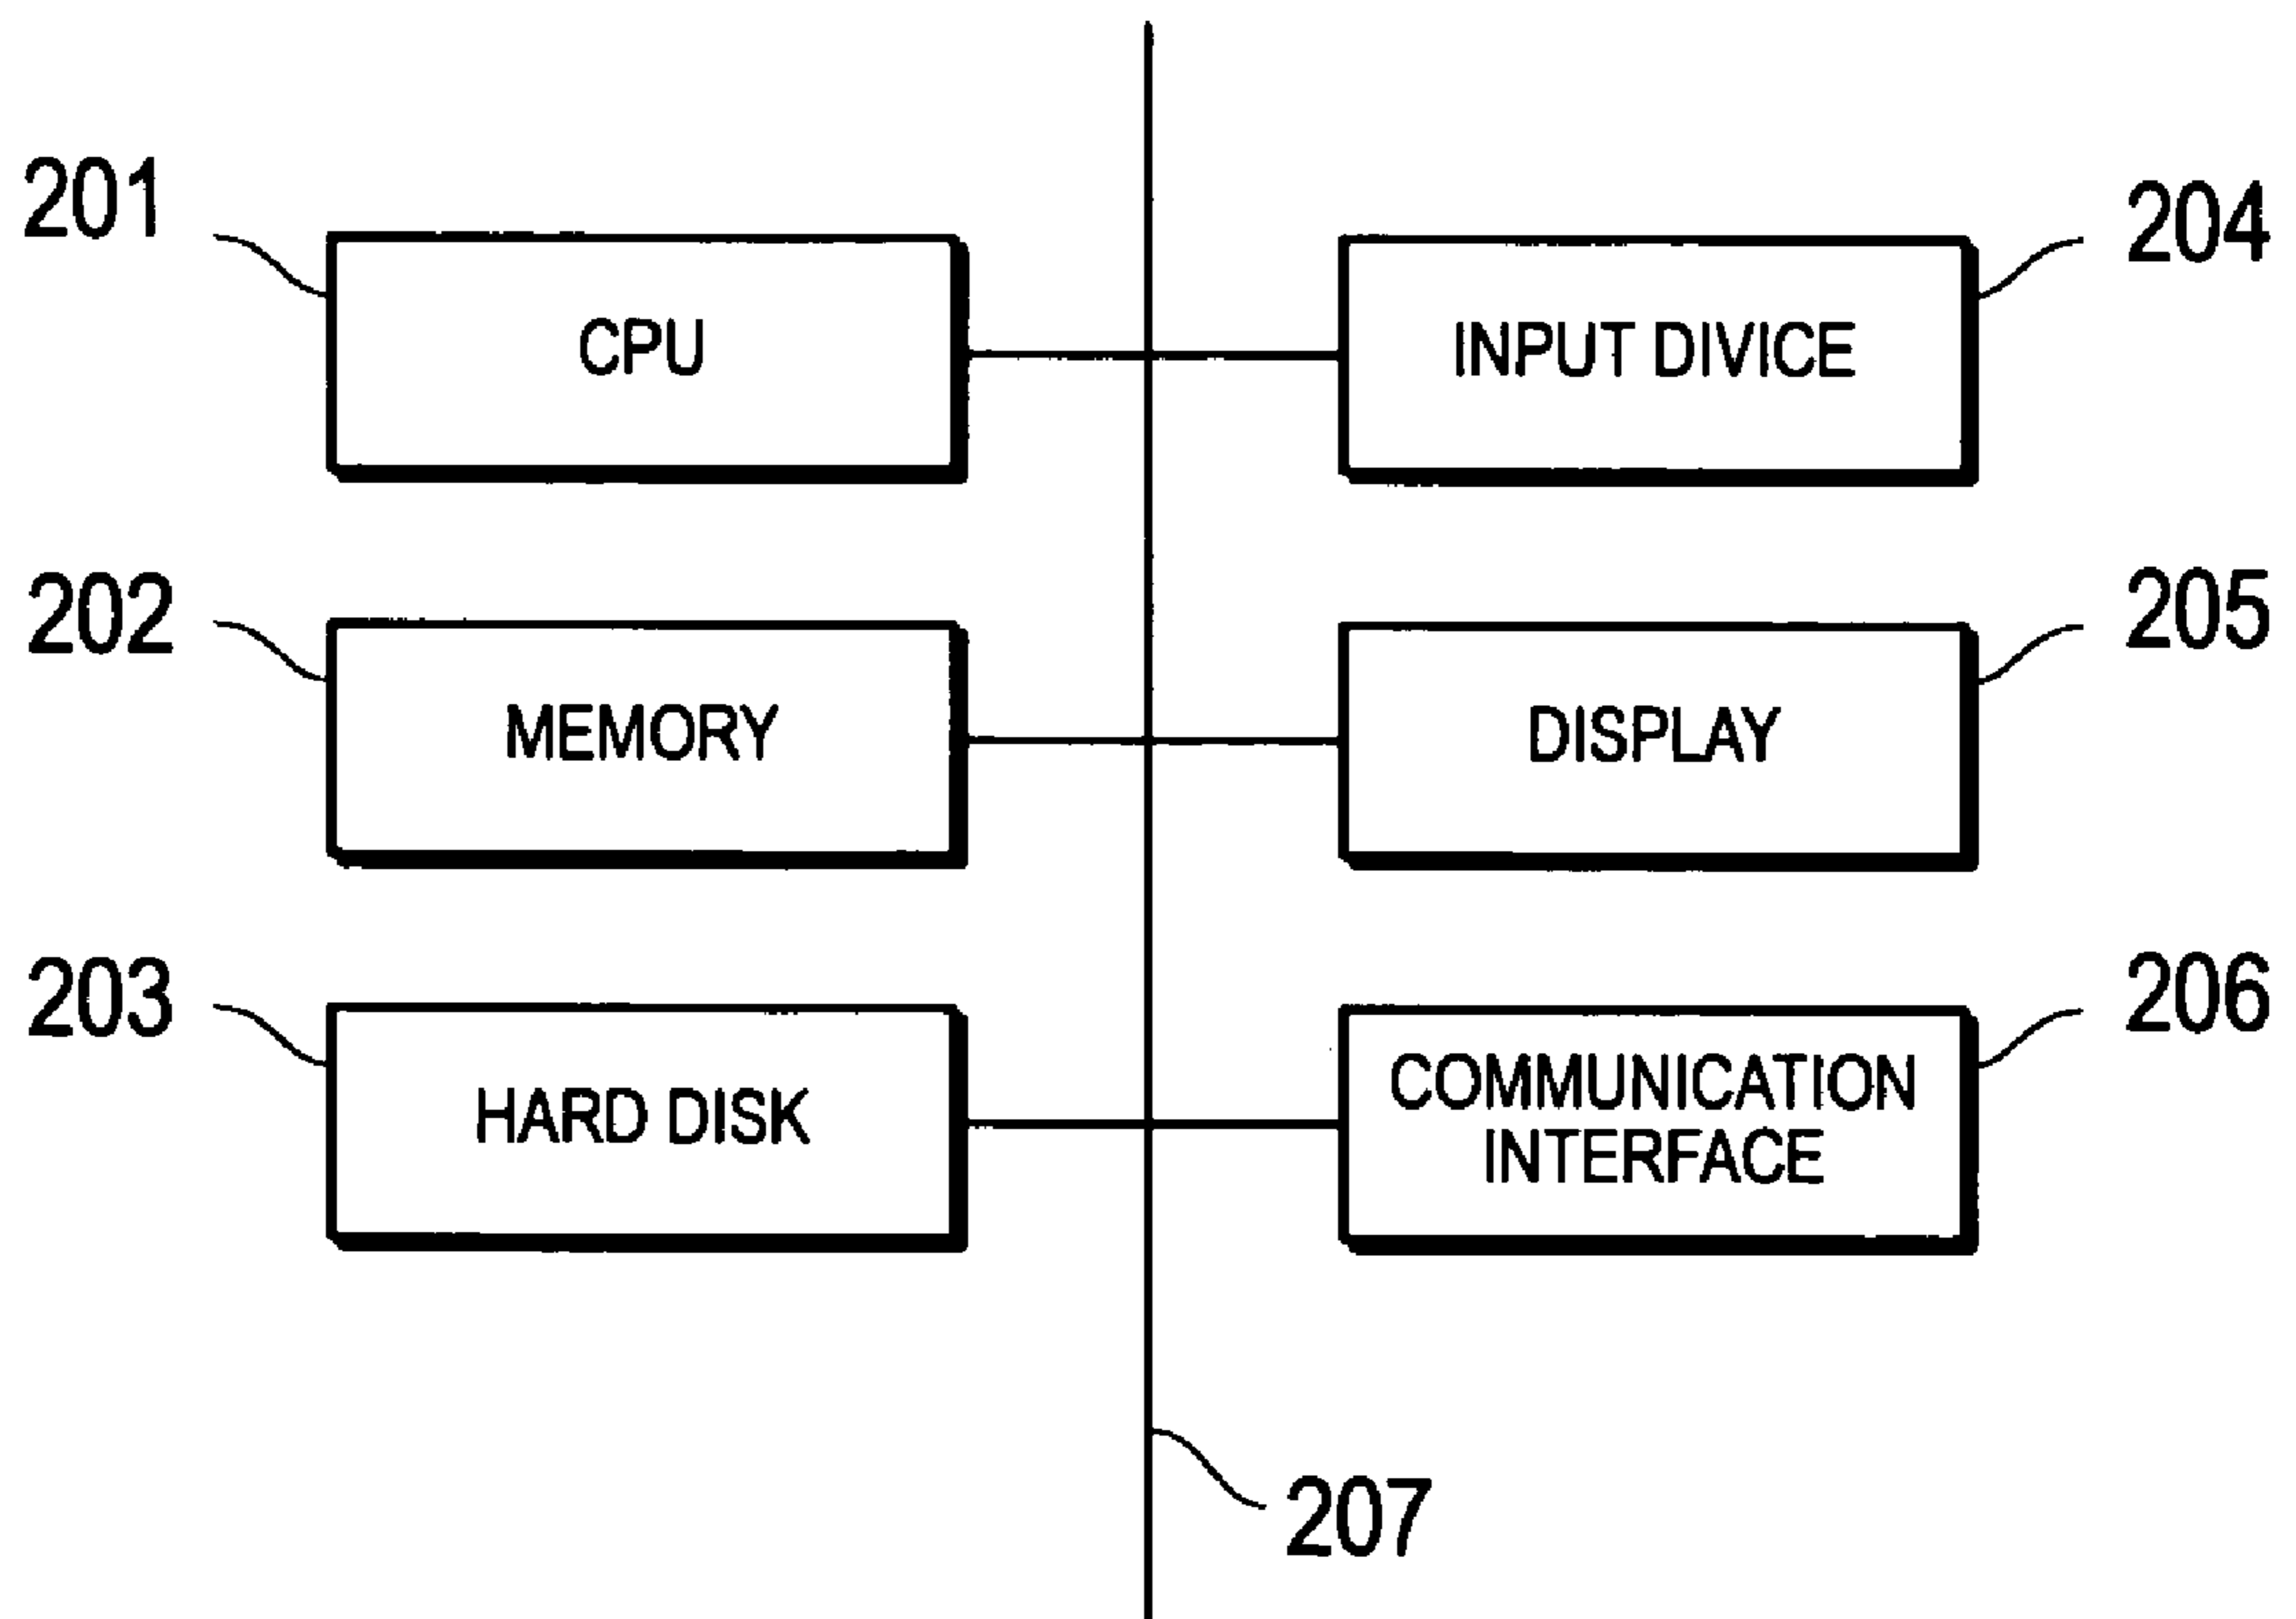 201
CPU
204
INPUT DIVICE
202
MEMORY
205
DISPLAY
203
HARD DISK
206
COMMUNICATION
INTERFACE
207